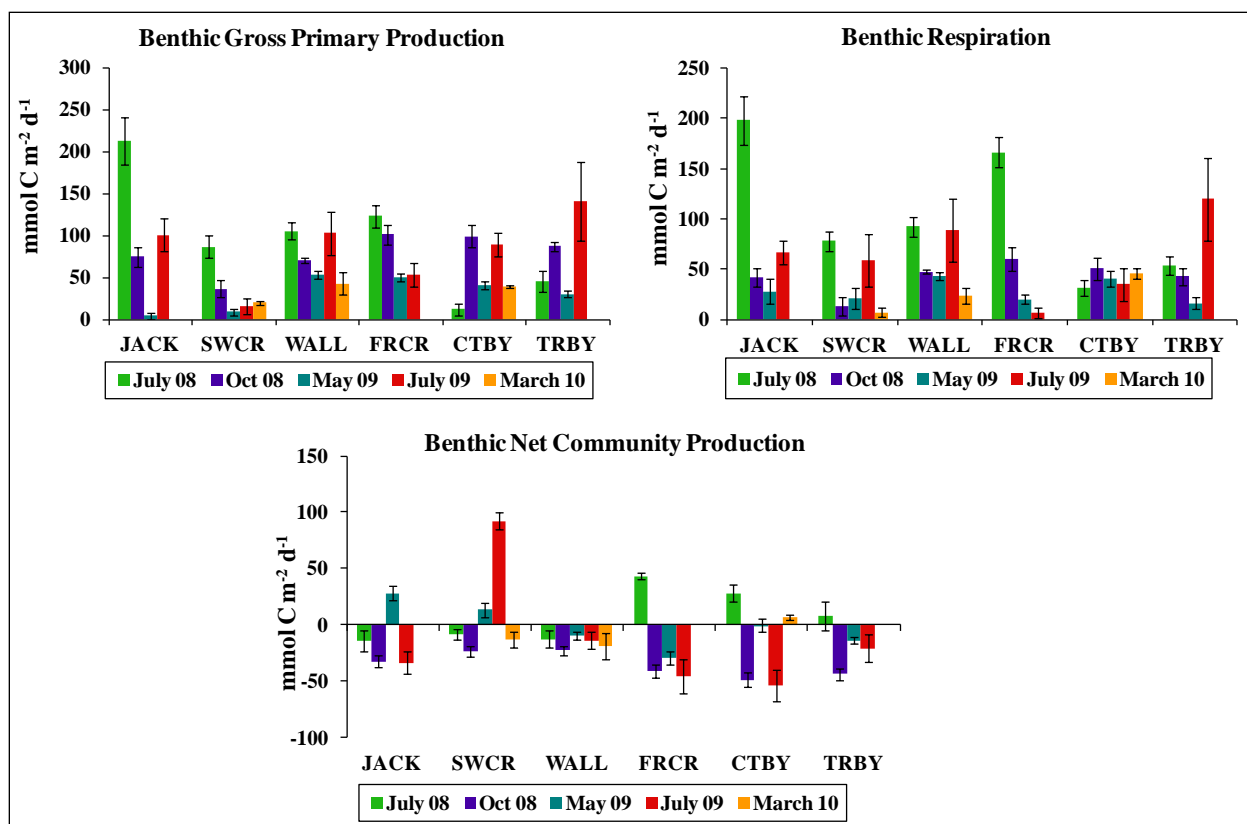 Benthic Gross Primary Production
mmol C m-2 d-1
300
250
200
150
100
50
0
JACK SWCR WALL FRCR CTBY TRBY
July 08 Oct 08 May 09 July 09 March 10
Benthic Respiration
mmol C m-2 d-1
250
200
150
100
50
0
JACK SWCR WALL FRCR CTBY TRBY
July 08 Oct 08 May 09 July 09 March 10
Benthic Net Community Production
mmol C m-2 d-1
150
100
50
0
-50
-100
JACK SWCR WALL FRCR CTBY TRBY
July 08 Oct 08 May 09 July 09 March 10